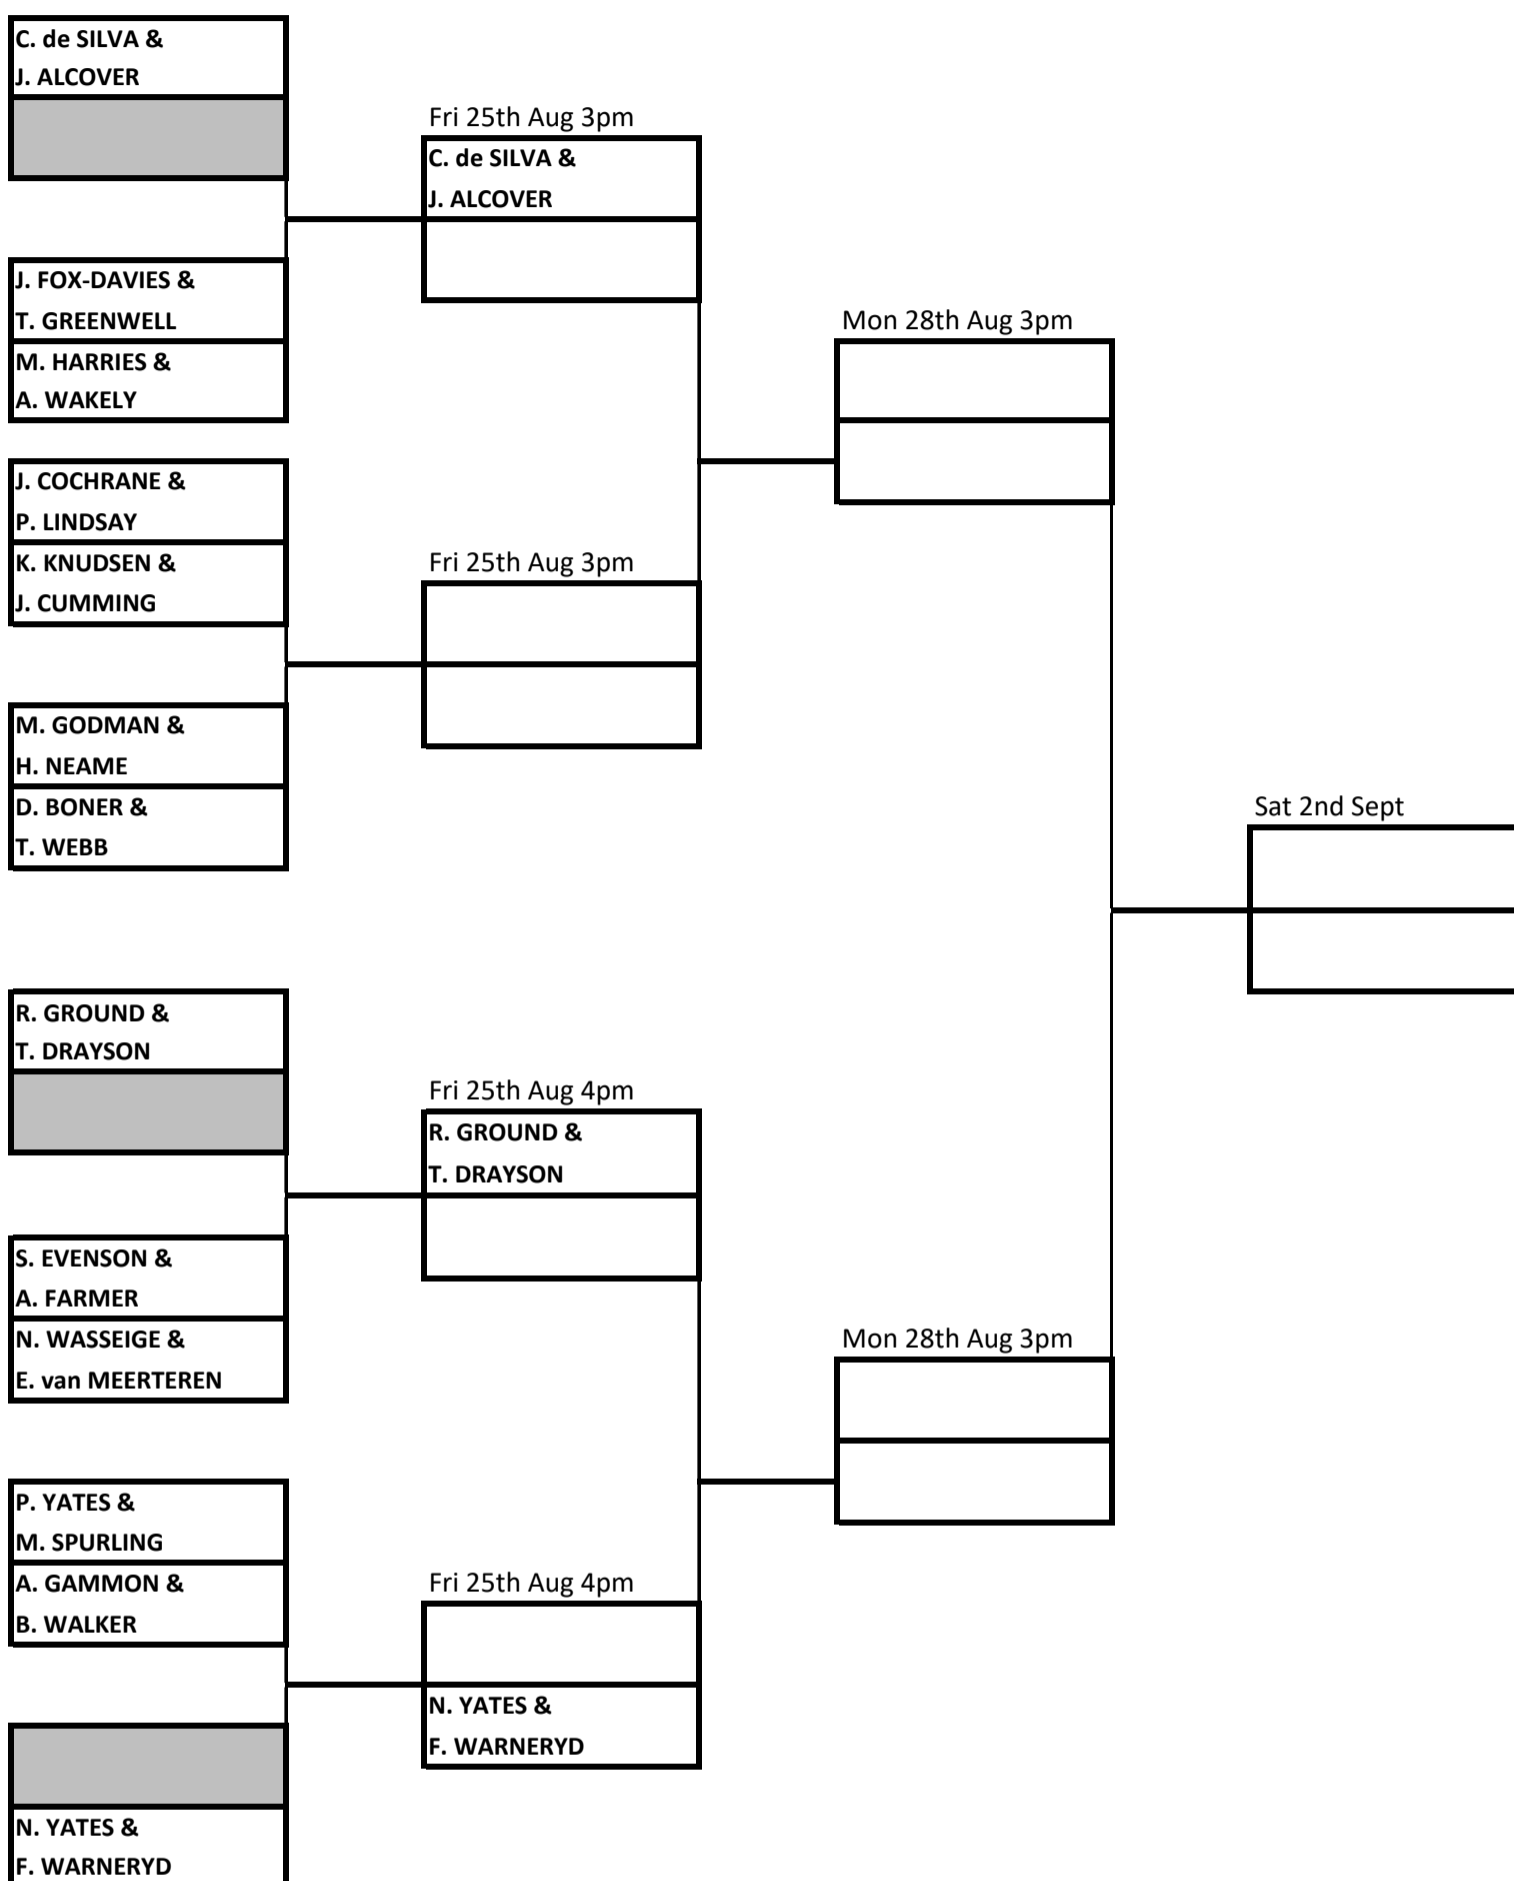 C. de SILVA &
J. ALCOVER
J. FOX-DAVIES &
T. GREENWELL
M. HARRIES &
A. WAKELY
J. COCHRANE &
P. LINDSAY
K. KNUDSEN &
J. CUMMING
M. GODMAN &
H. NEAME
D. BONER &
T. WEBB
R. GROUND &
T. DRAYSON
S. EVENSON &
A. FARMER
N. WASSEIGE &
E. van MEERTEREN
P. YATES &
M. SPURLING
A. GAMMON &
B. WALKER
N. YATES &
F. WARNERYD
Fri 25th Aug 3pm
C. de SILVA &
J. ALCOVER
Fri 25th Aug 3pm
Fri 25th Aug 4pm
R. GROUND &
T. DRAYSON
Fri 25th Aug 4pm
N. YATES &
F. WARNERYD
Mon 28th Aug 3pm
Mon 28th Aug 3pm
Sat 2nd Sept